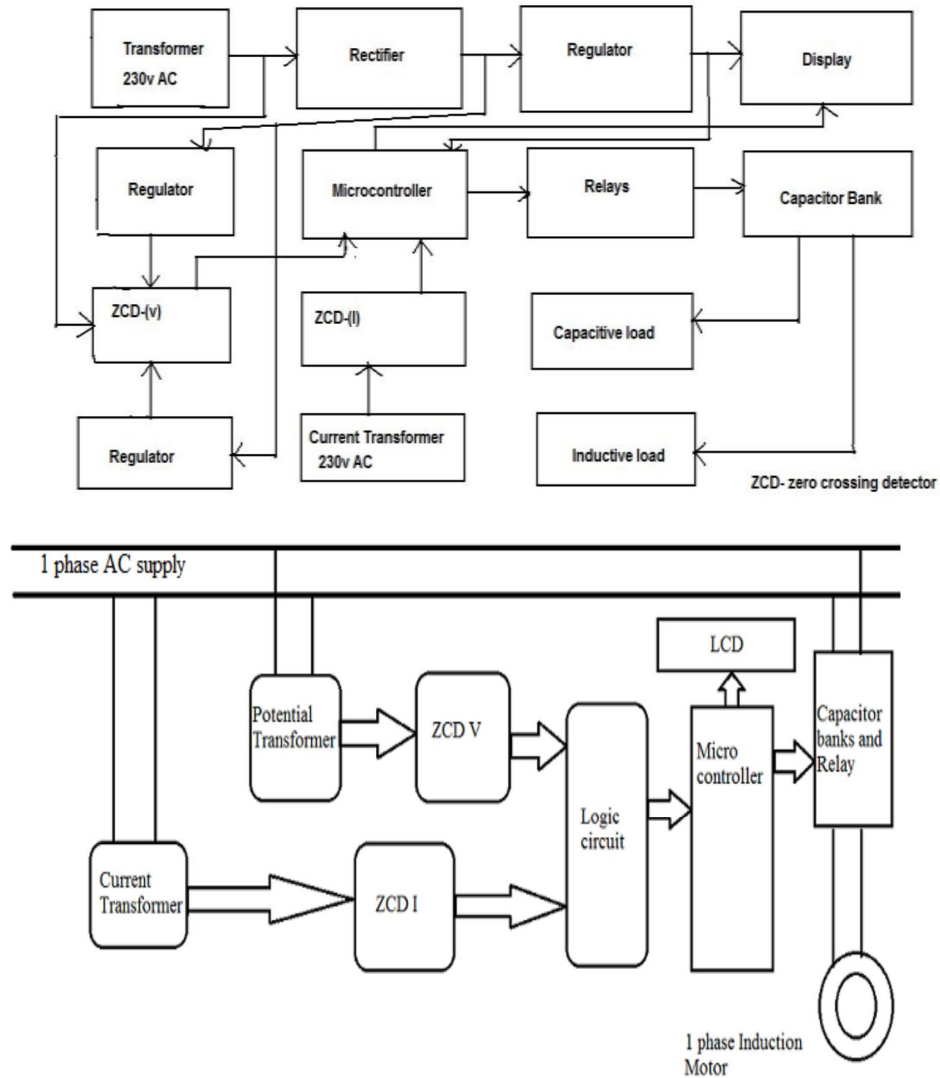 Transformer
230v AC
Rectifier
Regulator
Display
Regulator
Microcontroller
Relays
Capacitor Bank
ZCD-(v)
ZCD-(I)
Capacitive load
Regulator
Current Transformer
230v AC
Inductive load
ZCD- zero crossing detector
1 phase AC supply
LCD
Potential
Transformer
ZCD V
Capacitor
banks and
Relay
Micro
controller
Logic
circuit
Current
Transformer
ZCD I
1 phase Induction
Motor